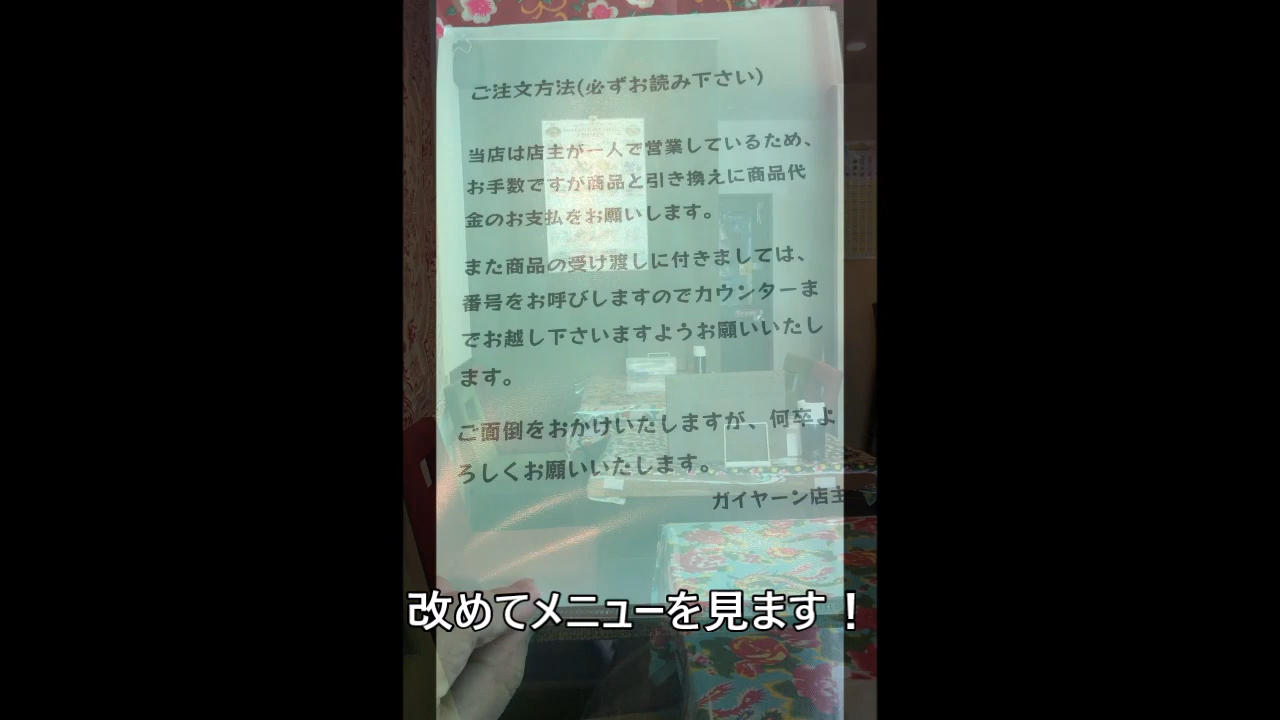 ご注文方法(必ずお読み下さい)
当店は店主が一人で営業しているため、
お手数ですが商品と引き換えに商品代
金のお支払をお願いします。
また商品の受け渡しに付きましては、
番号をお呼びしますのでカウンターま
でお越し下さいますようお願いいたし
ます。
ご面倒をおかけいたしますが、何卒よ
ろしくお願いいたします。
ガイヤーン店主
改めてメニューを見ます！